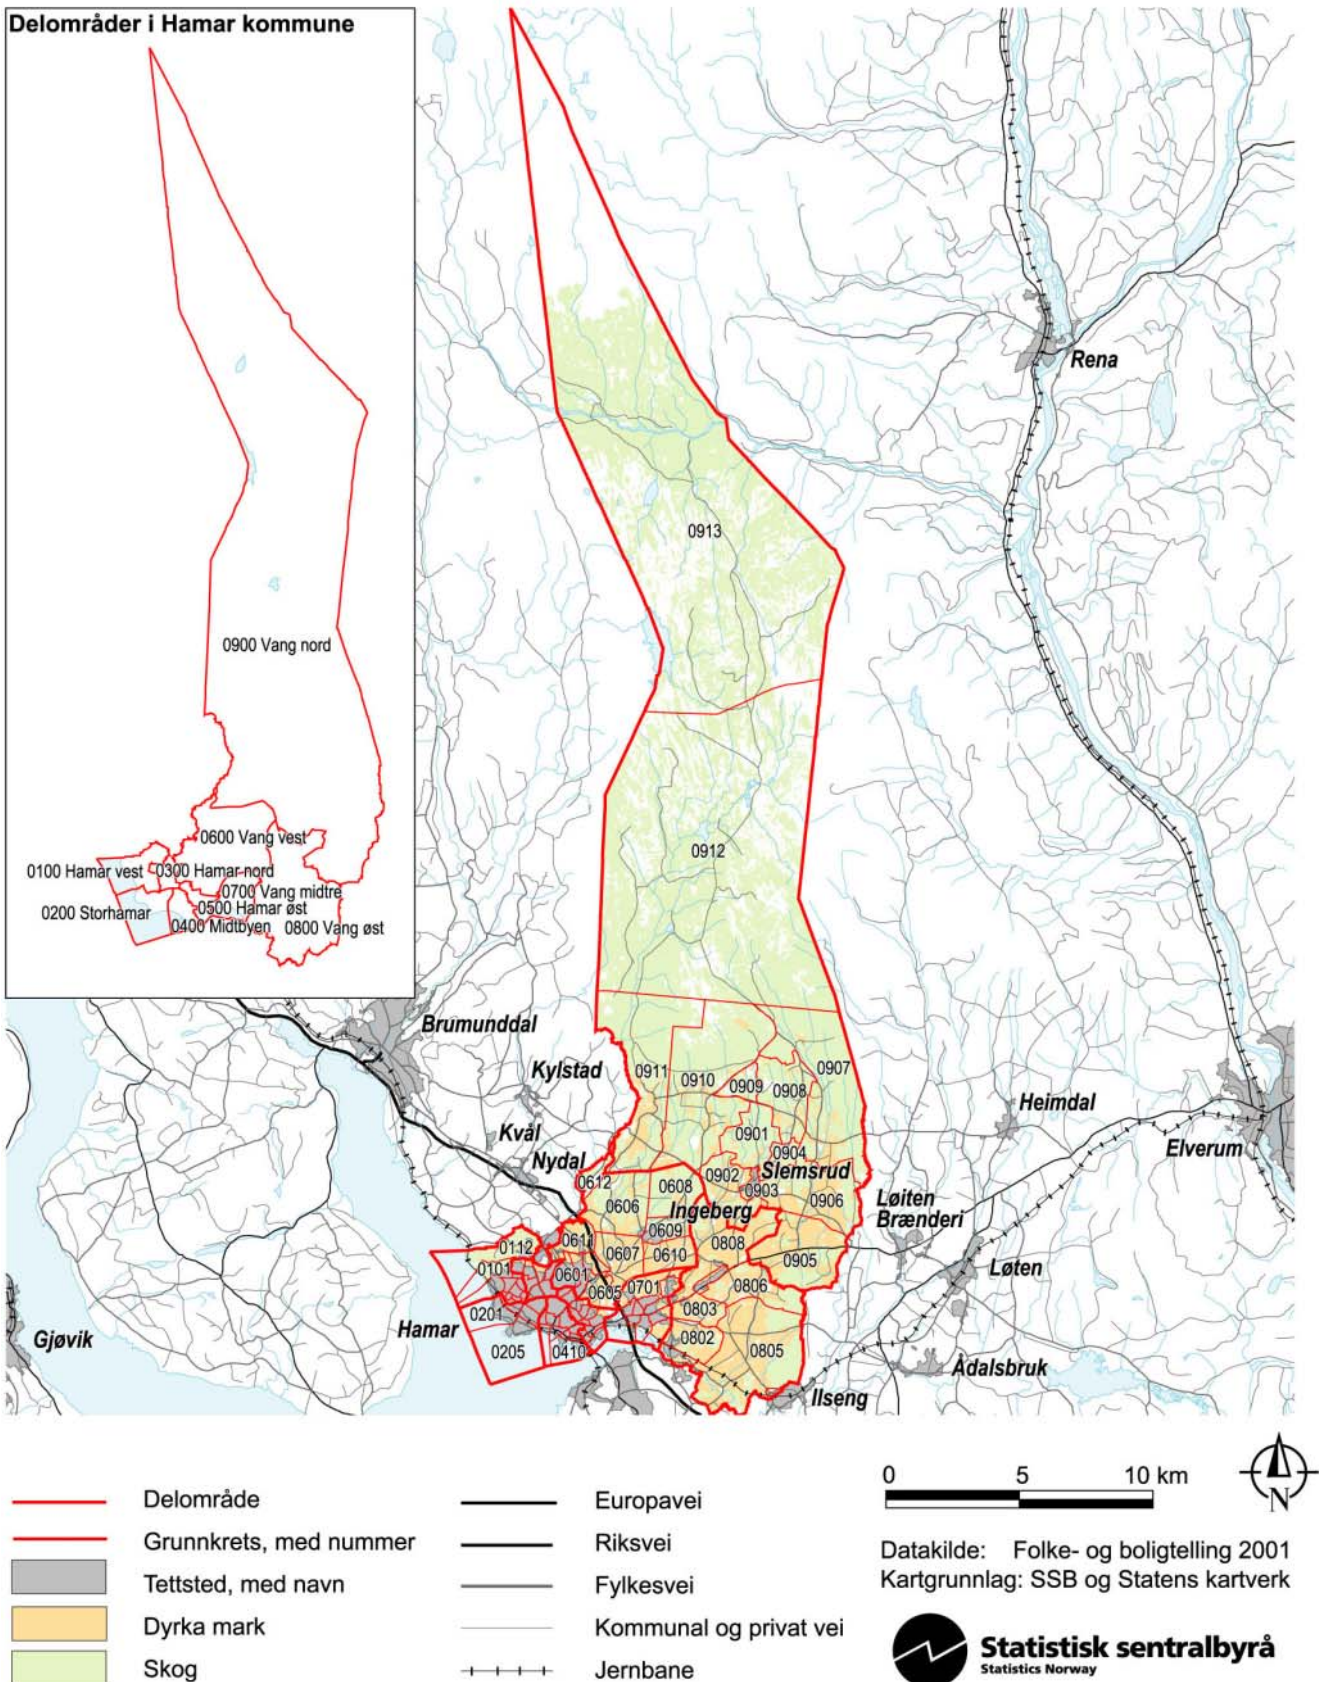 Delområder i Hamar kommune
0900 Vang nord
0600 Vang vest
0100 Hamar vest
0300 Hamar nord
0700 Vang midtre
0200 Storhamar
0500 Hamar øst
0400 Midtbyen
0800 Vang øst
Rena
0913
0912
Brumunddal
Kylstad
Kvål
Nydal
0911
0910
0909
0908
0907
Heimdal
Elverum
0901
0904
0902
Slemsrud
0903
0906
0612
0608
0606
Ingeberg
Løiten
Brænderi
0609
0611
0607
0610
0808
0905
0112
0101
0601
0605
0701
0806
Løten
0201
0803
Hamar
0802
0805
0205
0410
Gjøvik
Ådalsbruk
Ilseng
Delområde
Grunnkrets, med nummer
Tettsted, med navn
Dyrka mark
Skog
Europavei
Riksvei
Fylkesvei
Kommunal og privat vei
Jernbane
0 5 10 km
N
Datakilde: Folke- og boligtelling 2001
Kartgrunnlag: SSB og Statens kartverk
Statistisk sentralbyrå
Statistics Norway